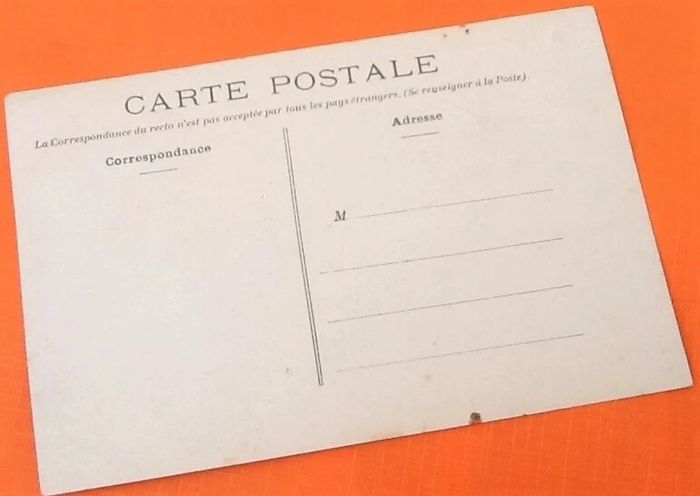 CARTE POSTALE
La Correspondance du recto n'est pas acceptée par tous les pays étrangers. (Se renseigner à la Poste).
Correspondance
Adresse
M